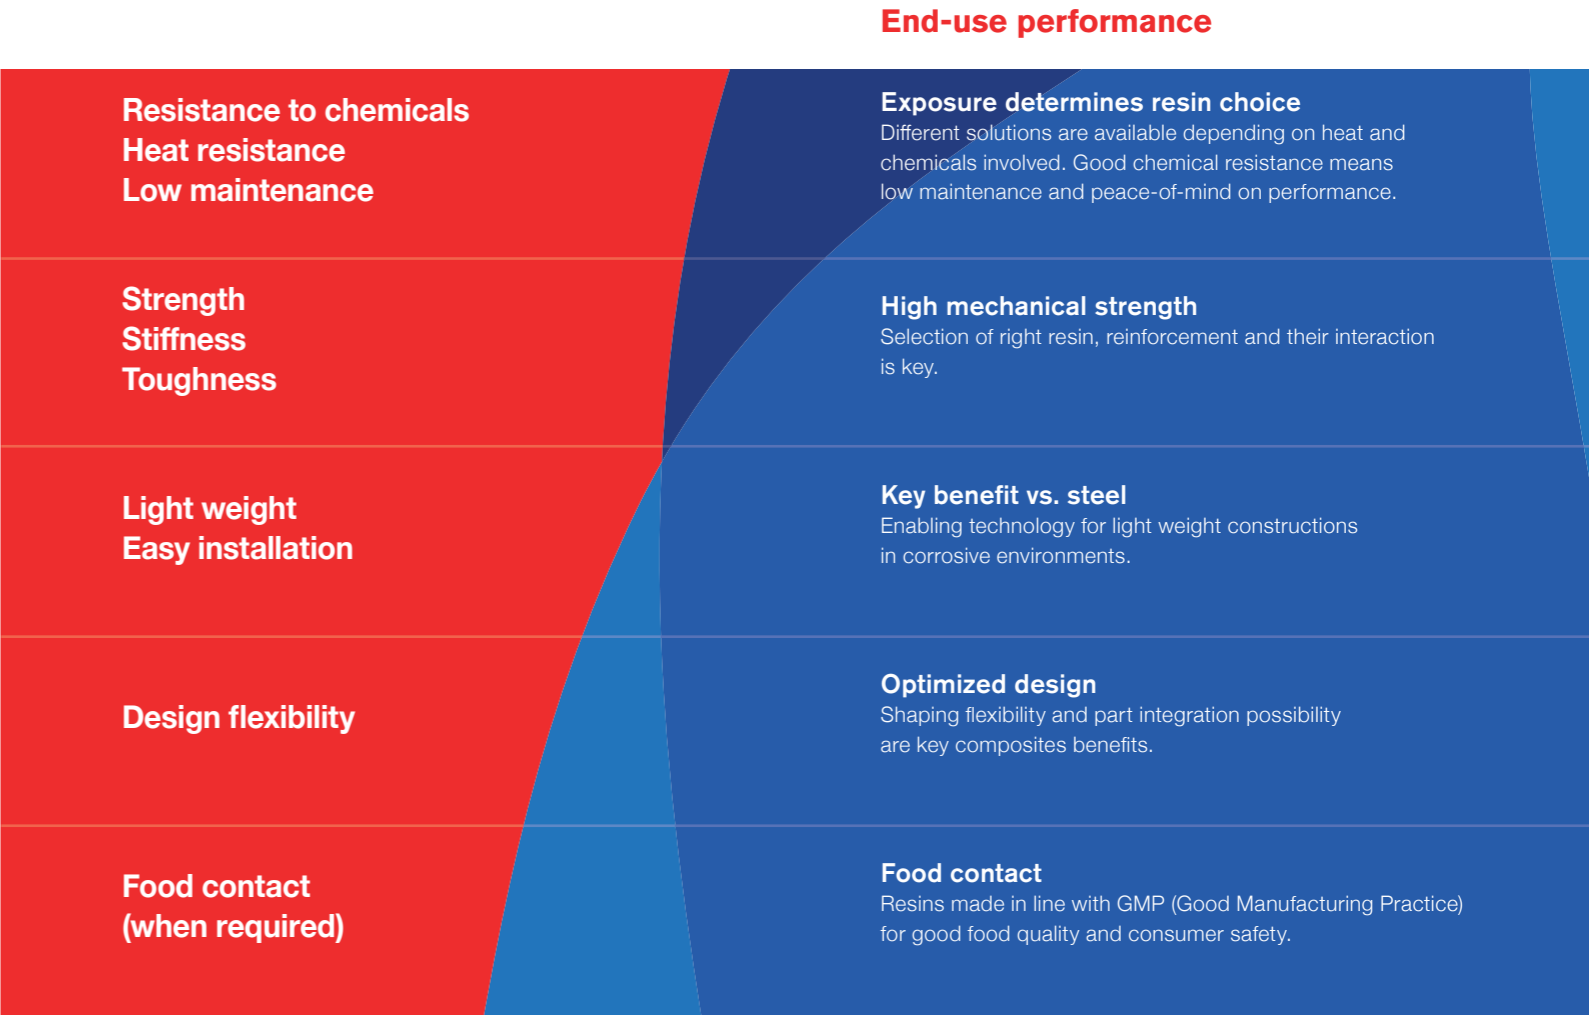 End-use performance
Resistance to chemicals
Heat resistance
Low maintenance
Exposure determines resin choice
Different solutions are available depending on heat and
chemicals involved. Good chemical resistance means
low maintenance and peace-of-mind on performance.
Strength
Stiffness
Toughness
High mechanical strength
Selection of right resin, reinforcement and their interaction
is key.
Light weight
Easy installation
Key benefit vs. steel
Enabling technology for light weight constructions
in corrosive environments.
Design flexibility
Optimized design
Shaping flexibility and part integration possibility
are key composites benefits.
Food contact
(when required)
Food contact
Resins made in line with GMP (Good Manufacturing Practice)
for good food quality and consumer safety.